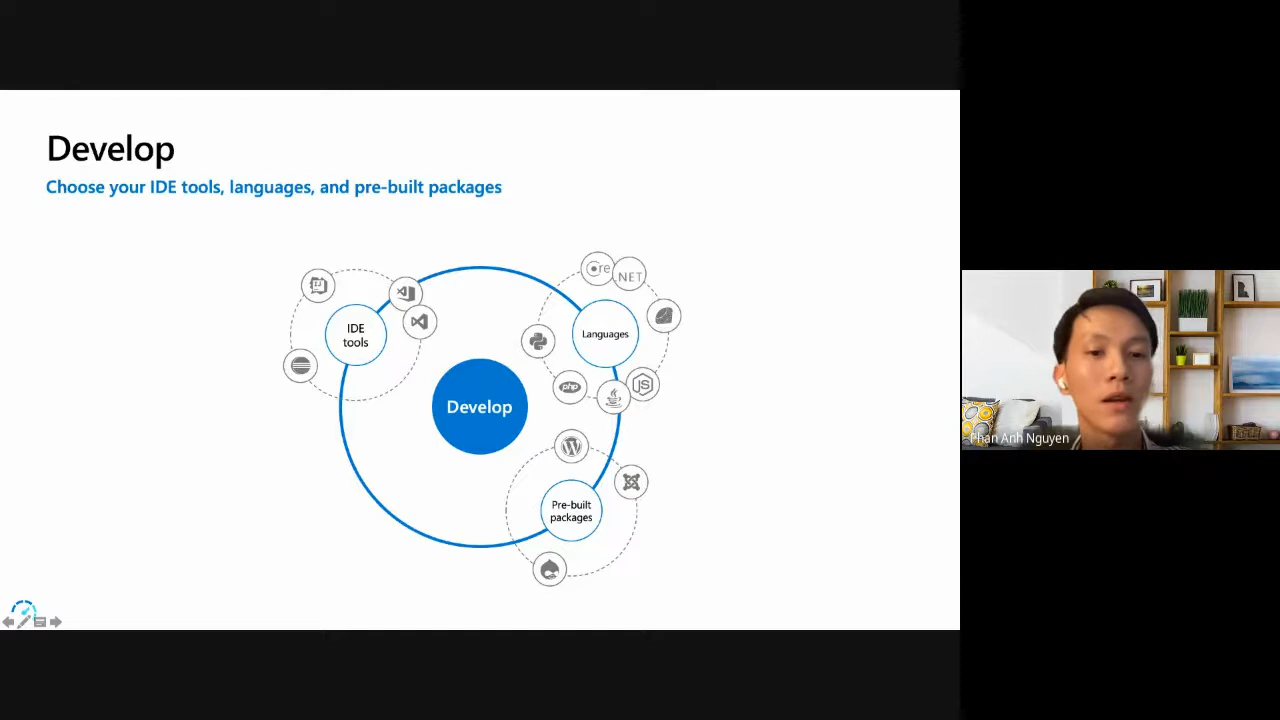 Develop
Choose your IDE tools, languages, and pre-built packages
IDE
tools
Languages
Core
.NET
php
JS
Develop
Pre-built
packages
Phan Anh Nguyen